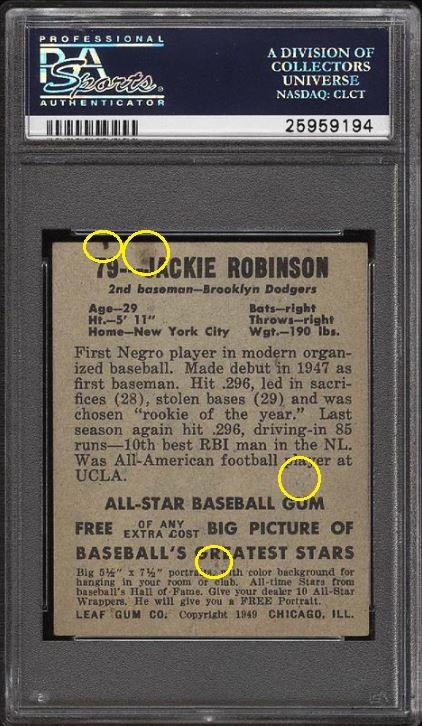 PROFESSIONAL
PSA
Sports
AUTHENTICATOR
A DIVISION OF
COLLECTORS
UNIVERSE
NASDAQ: CLCT
25959194
79—JACKIE ROBINSON
2nd baseman—Brooklyn Dodgers
Age—29 Bats—right
Ht.—5' 11" Throws—right
Home—New York City Wgt.—190 lbs.
First Negro player in modern organ-
ized baseball. Made debut in 1947 as
first baseman. Hit .296, led in sacri-
fices (28), stolen bases (29) and was
chosen "rookie of the year." Last
season again hit .296, driving-in 85
runs—10th best RBI man in the NL.
Was All-American football player at
UCLA.
ALL-STAR BASEBALL GUM
FREE OF ANY EXTRA COST BIG PICTURE OF
BASEBALL'S GREATEST STARS
Big 5½" x 7½" portraits, with color background for
hanging in your room or club. All-time Stars from
baseball's Hall of Fame. Give your dealer 10 All-Star
Wrappers. He will give you a FREE Portrait.
LEAF GUM CO. Copyright 1949 CHICAGO, ILL.